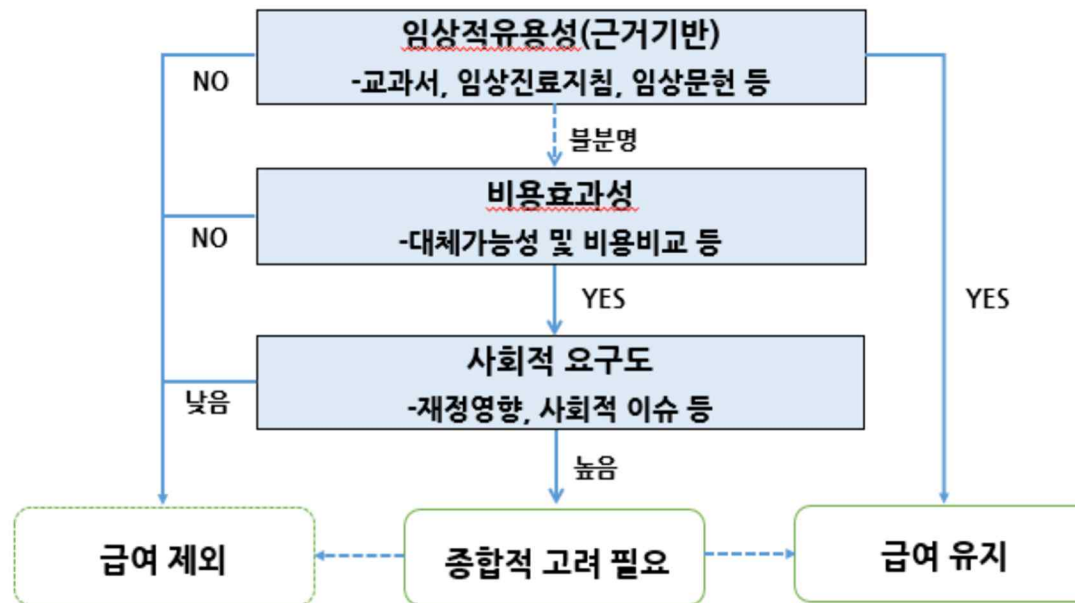 임상적유용성(근거기반)
-교과서, 임상진료지침, 임상문헌 등
NO
불분명
비용효과성
-대체가능성 및 비용비교 등
NO
YES
YES
사회적 요구도
-재정영향, 사회적 이슈 등
낮음
높음
급여 제외
종합적 고려 필요
급여 유지